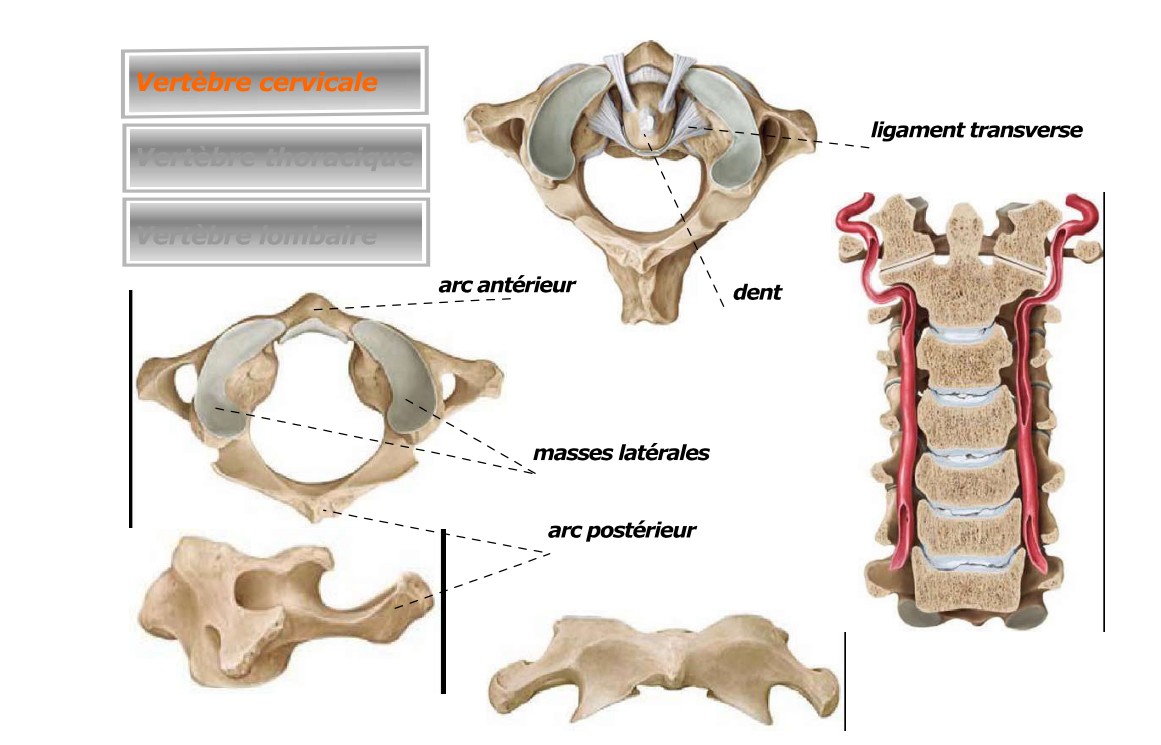 Vertèbre cervicale
Vertèbre thoracique
Vertèbre lombaire
ligament transverse
dent
arc antérieur
masses latérales
arc postérieur